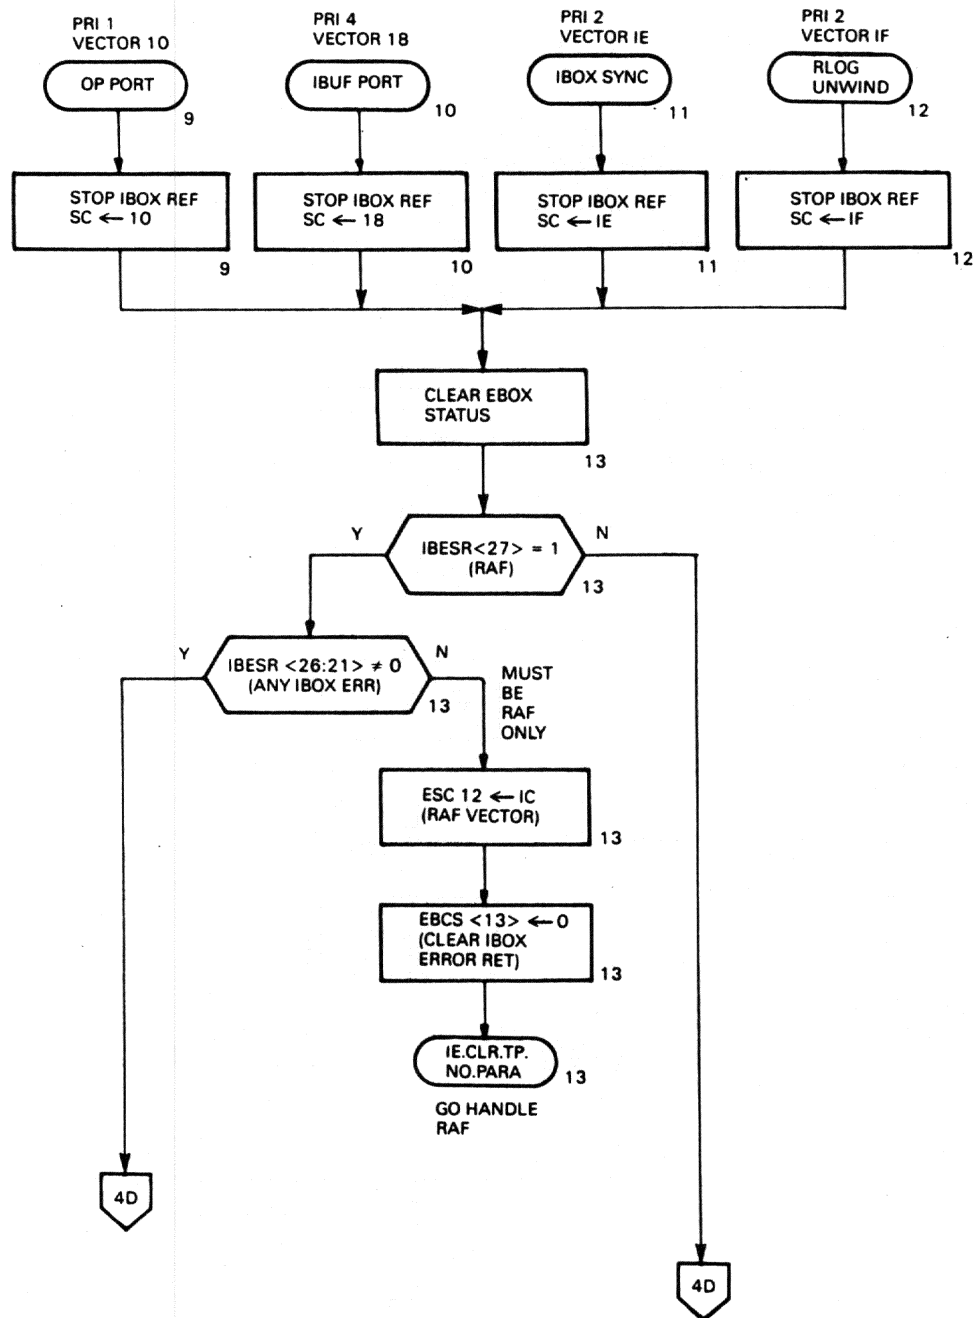 PRI 1
VECTOR 10
OP PORT
9
PRI 4
VECTOR 18
IBUF PORT
10
PRI 2
VECTOR IE
IBOX SYNC
11
PRI 2
VECTOR IF
RLOG
UNWIND
12
STOP IBOX REF
SC ← 10
9
STOP IBOX REF
SC ← 18
10
STOP IBOX REF
SC ← IE
11
STOP IBOX REF
SC ← IF
12
CLEAR EBOX
STATUS
13
Y
IBESR<27> = 1
(RAF)
N
13
Y
IBESR <26:21> ≠ 0
(ANY IBOX ERR)
N
13
MUST
BE
RAF
ONLY
ESC 12 ← IC
(RAF VECTOR)
13
EBCS <13> ← 0
(CLEAR IBOX
ERROR RET)
13
IE.CLR.TP.
NO.PARA
13
GO HANDLE
RAF
4D
4D